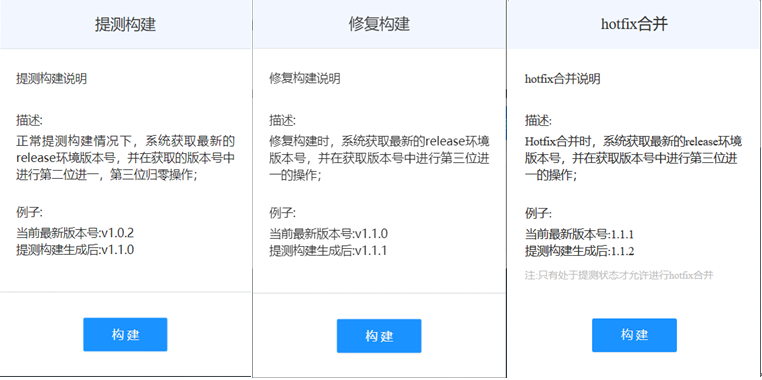 提测构建
提测构建说明
描述:
正常提测构建情况下，系统获取最新的
release环境版本号，并在获取的版本号中
进行第二位进一，第三位归零操作；
例子:
当前最新版本号:v1.0.2
提测构建生成后:v1.1.0
构 建
修复构建
修复构建说明
描述:
修复构建时，系统获取最新的release环境
版本号，并在获取版本号中进行第三位进
一的操作；
例子:
当前最新版本号:v1.1.0
提测构建生成后:v1.1.1
构 建
hotfix合并
hotfix合并说明
描述:
Hotfix合并时，系统获取最新的release环境
版本号，并在获取版本号中进行第三位进
一的操作；
例子:
当前最新版本号:1.1.1
提测构建生成后:1.1.2
注:只有处于提测状态才允许进行hotfix合并
构 建